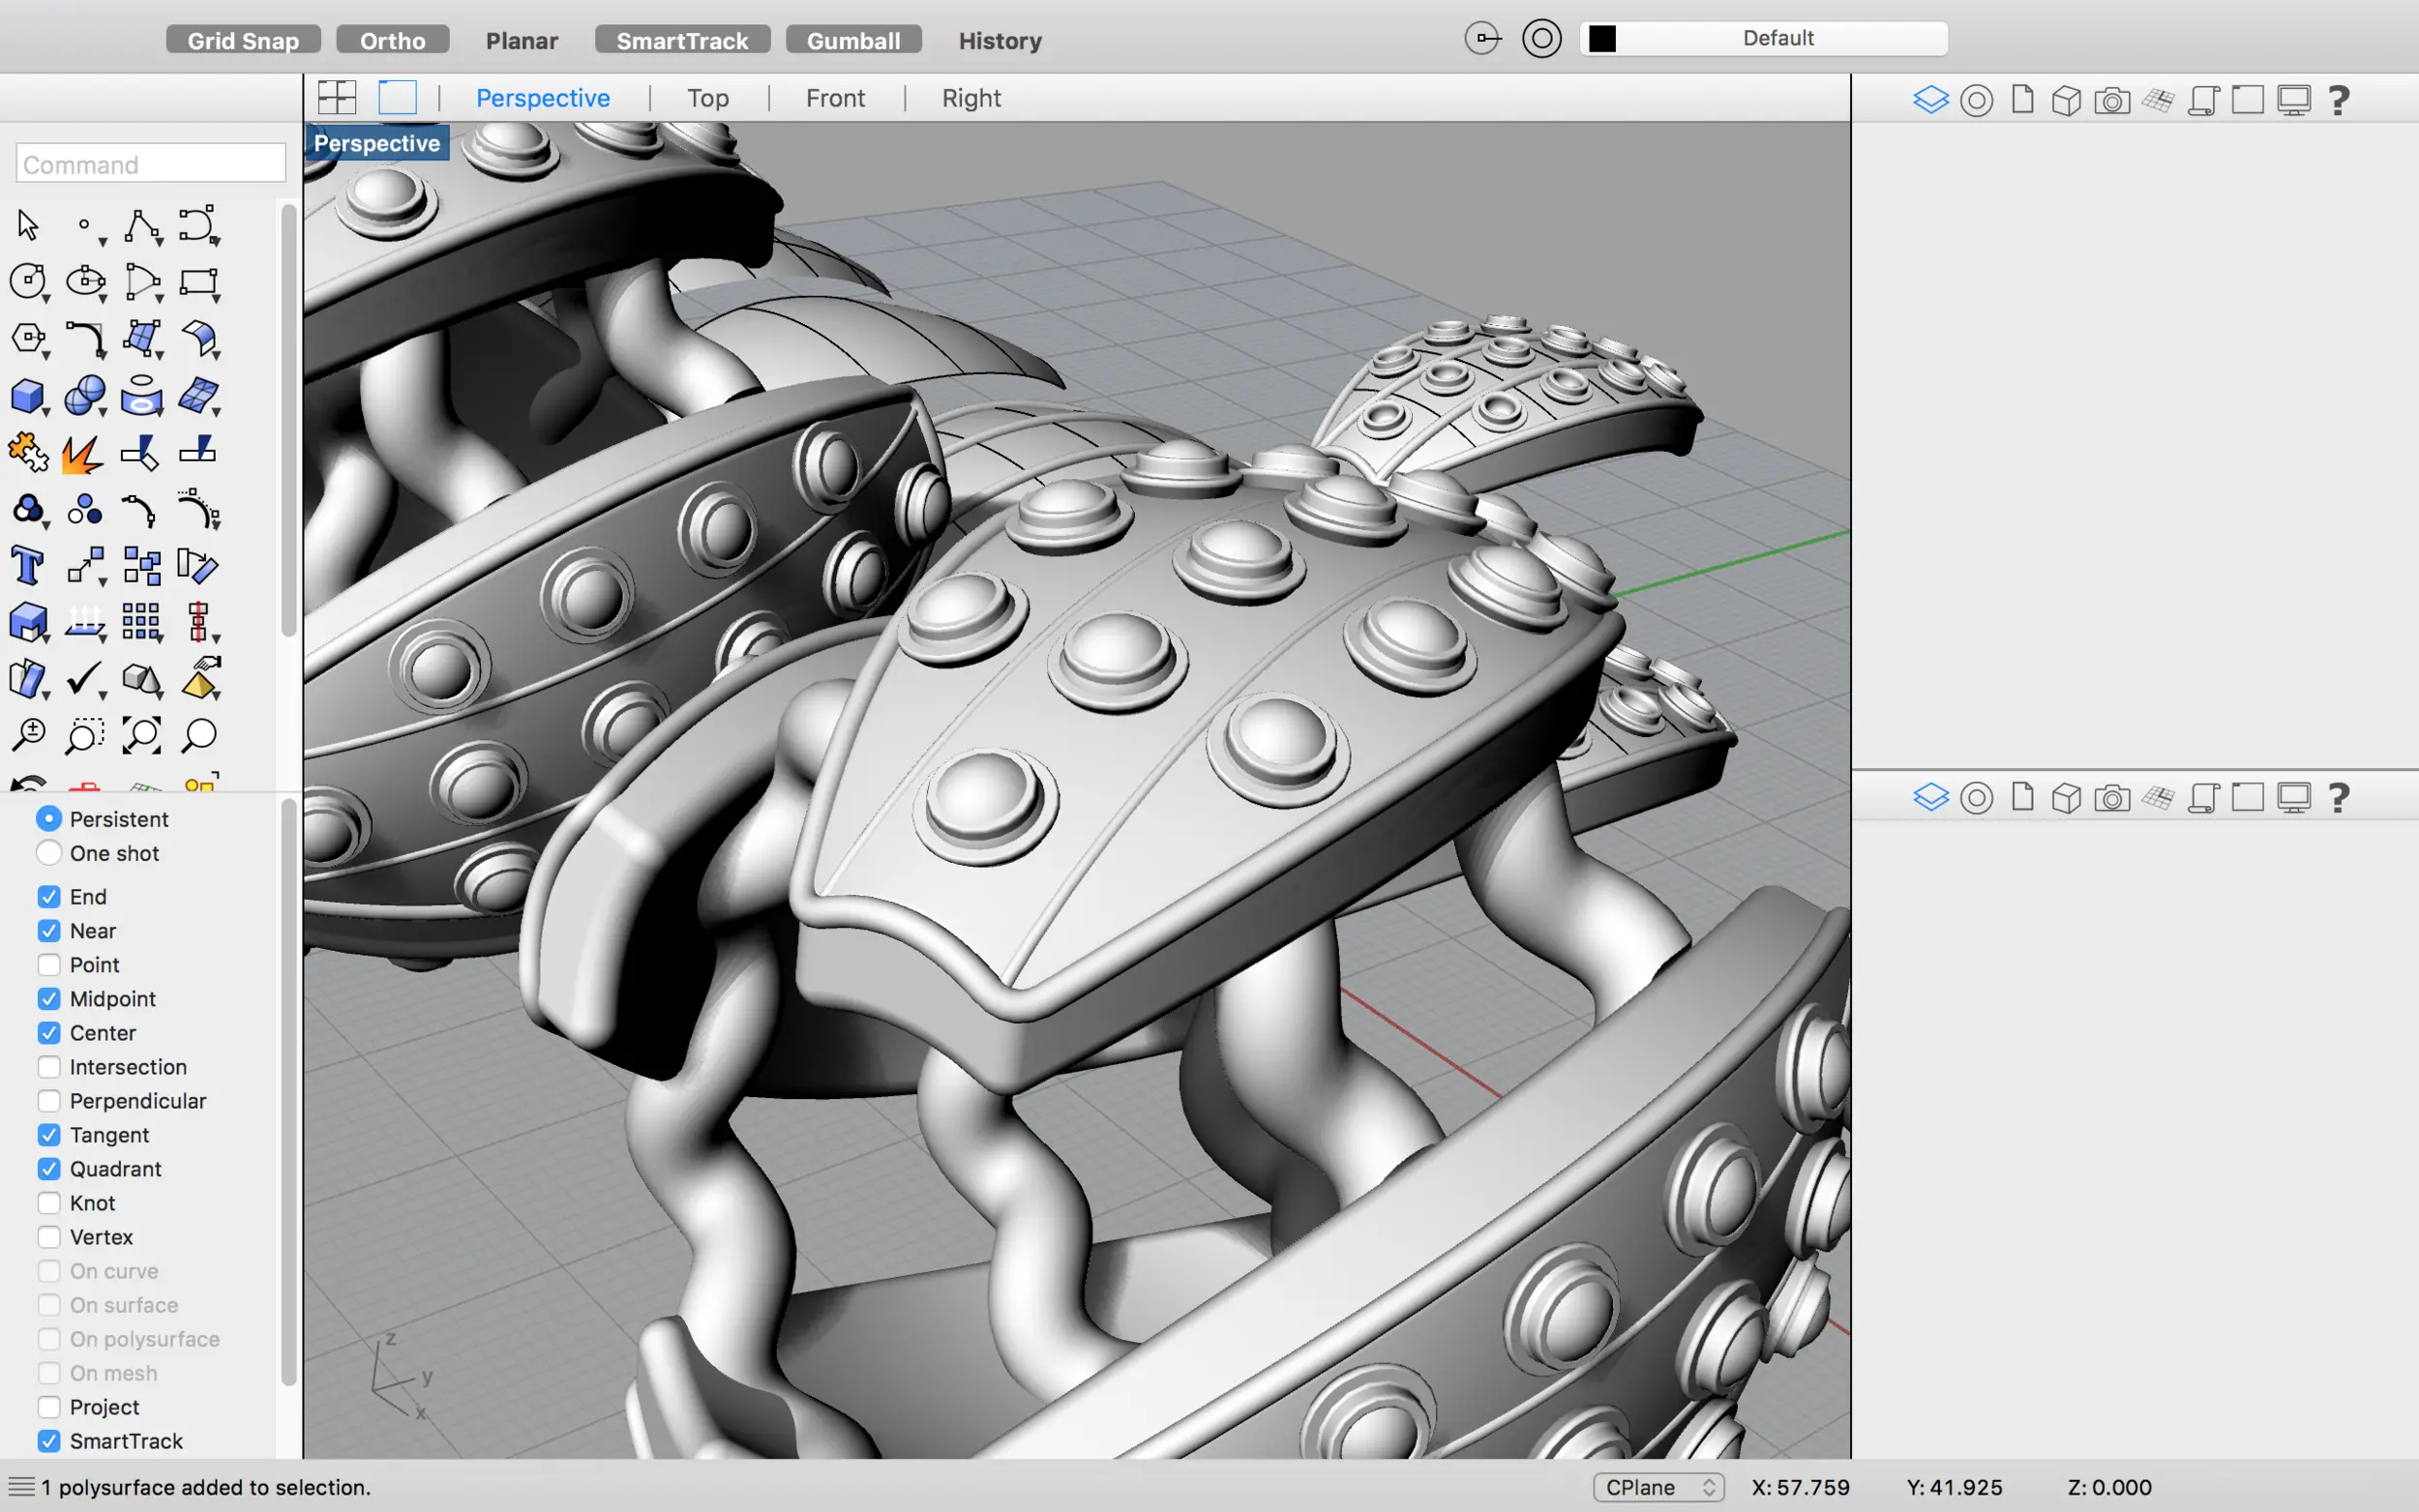 Grid Snap Ortho Planar SmartTrack Gumball History Default
Perspective Top Front Right
Perspective
Command
Persistent
One shot
End
Near
Point
Midpoint
Center
Intersection
Perpendicular
Tangent
Quadrant
Knot
Vertex
On curve
On surface
On polysurface
On mesh
Project
SmartTrack
z
y
x
1 polysurface added to selection. CPlane X: 57.759 Y: 41.925 Z: 0.000